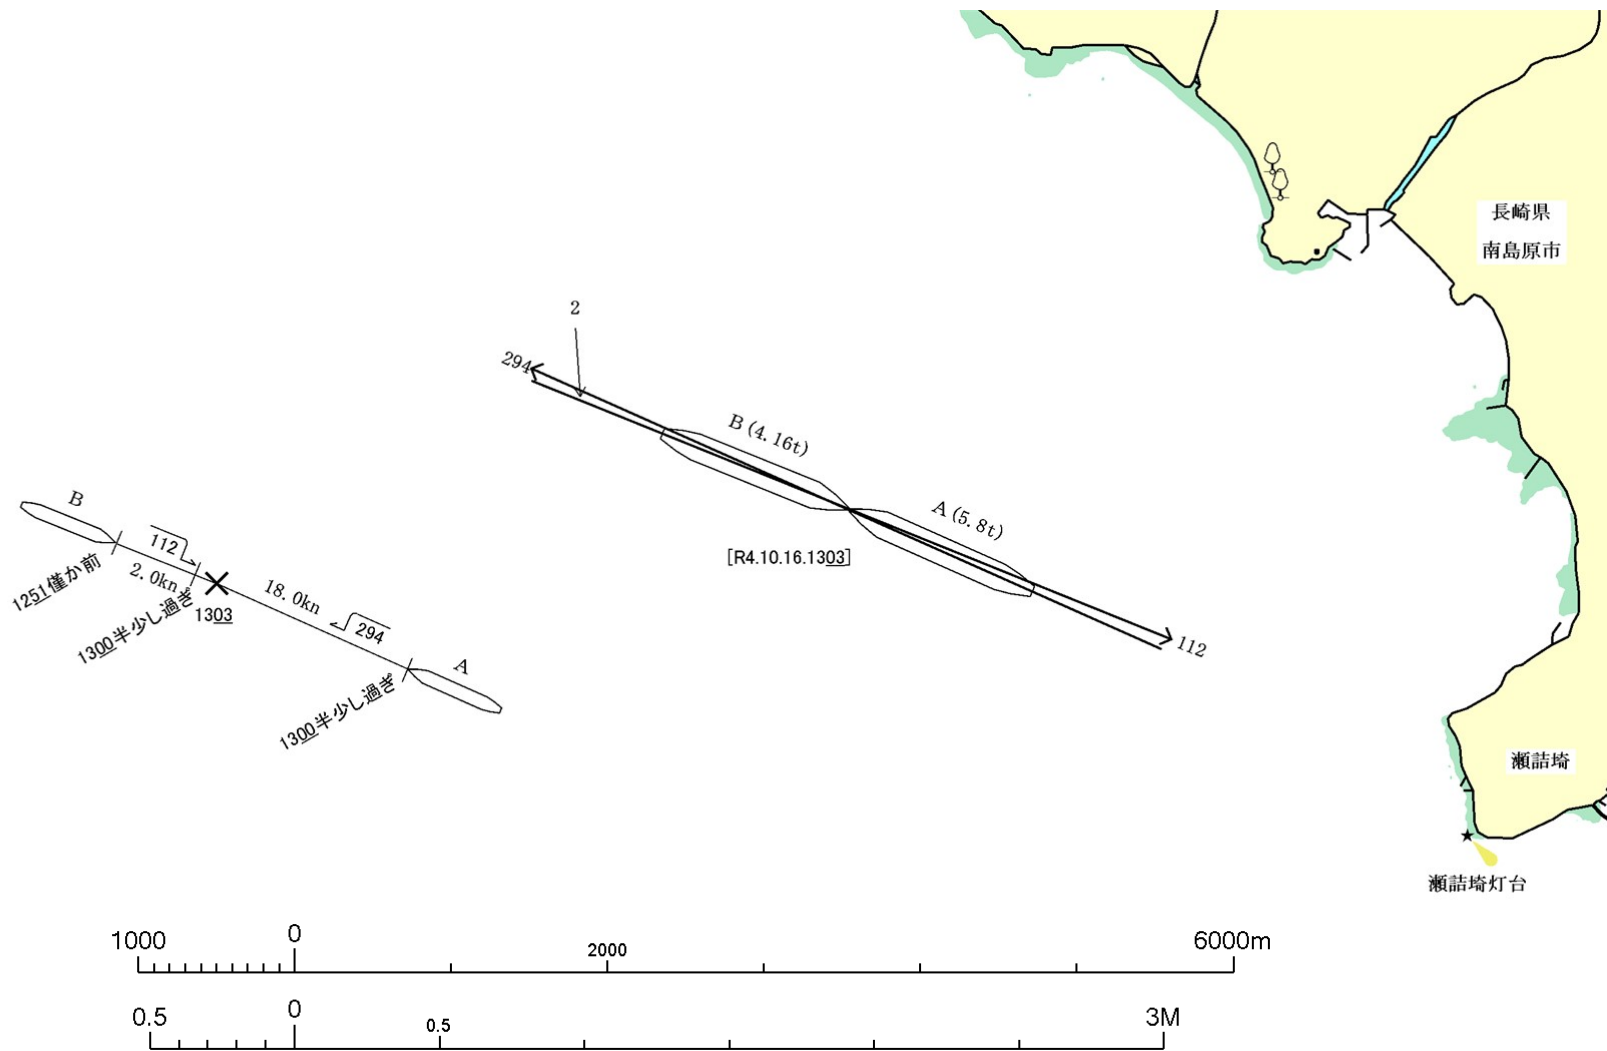 長崎県
南島原市
2
294
B (4.16t)
A (5.8t)
[R4.10.16.1303]
112
B
112
2.0kn
18.0kn
1251僅か前
1303
294
1300半少し過ぎ
A
1300半少し過ぎ
瀬詰埼
瀬詰埼灯台
1000
0
2000
6000m
0.5
0
0.5
3M